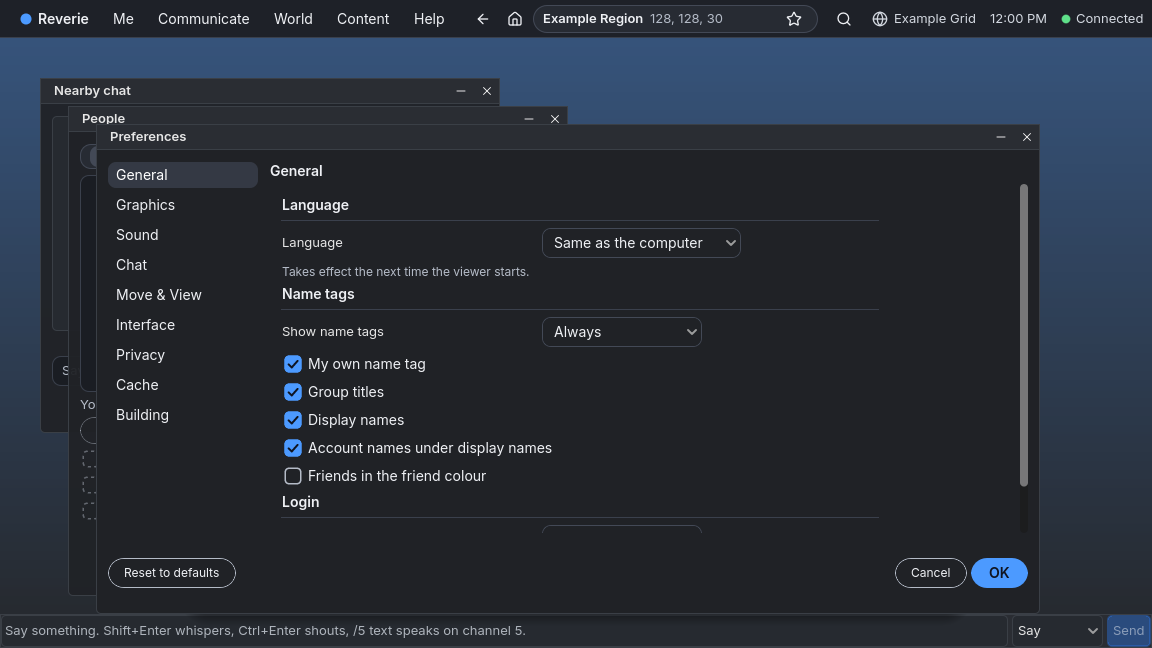 Reverie Me Communicate World Content Help Example Region 128, 128, 30 Example Grid 12:00 PM Connected
Nearby chat
People
Preferences
General
General
Graphics
Sound
Chat
Move & View
Interface
Privacy
Cache
Building
Language
Language Same as the computer
Takes effect the next time the viewer starts.
Name tags
Show name tags Always
My own name tag
Group titles
Display names
Account names under display names
Friends in the friend colour
Login
Reset to defaults Cancel OK
Say something. Shift+Enter whispers, Ctrl+Enter shouts, /5 text speaks on channel 5. Say Send